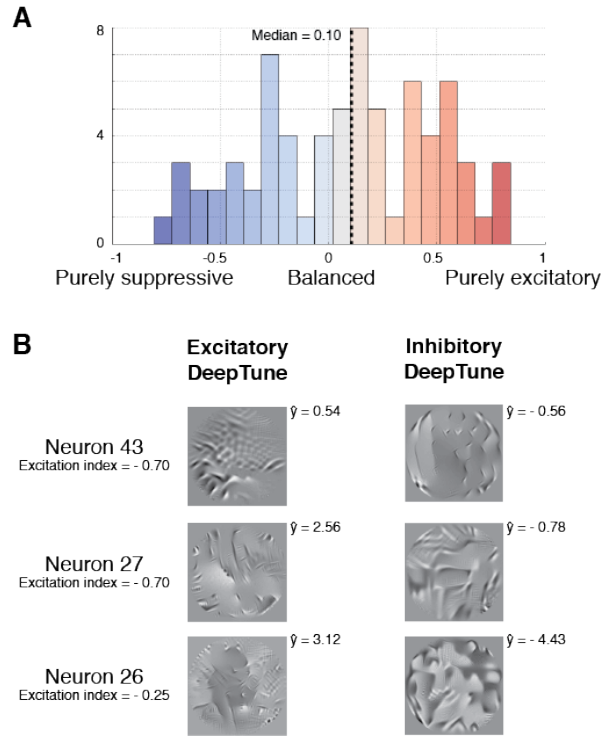 A
Median = 0.10
8
4
0
-1
-0.5
0
0.5
1
Purely suppressive
Balanced
Purely excitatory
B
Excitatory
DeepTune
Inhibitory
DeepTune
Neuron 43
Excitation index = - 0.70
ŷ = 0.54
ŷ = - 0.56
Neuron 27
Excitation index = - 0.70
ŷ = 2.56
ŷ = - 0.78
Neuron 26
Excitation index = - 0.25
ŷ = 3.12
ŷ = - 4.43